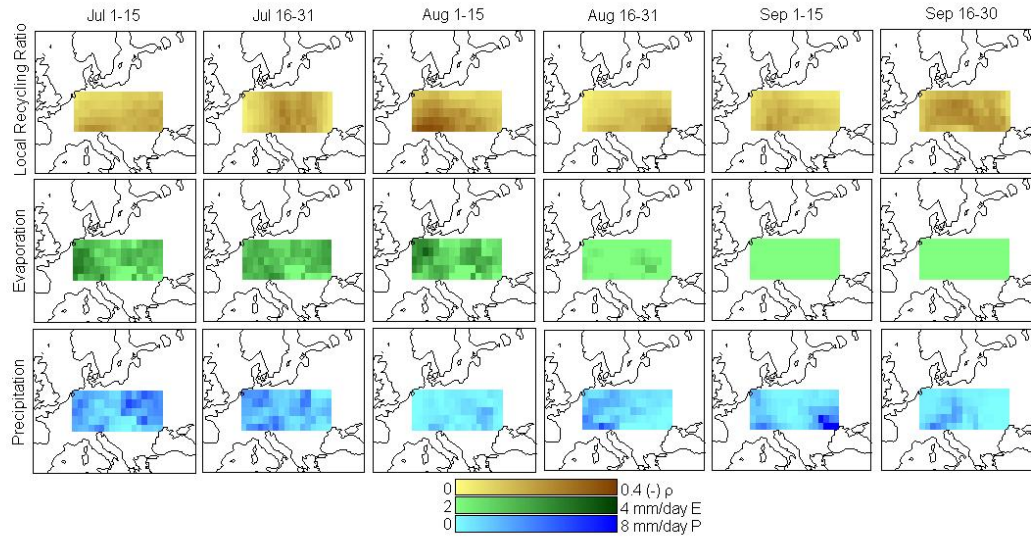 Jul 1-15 Jul 16-31 Aug 1-15 Aug 16-31 Sep 1-15 Sep 16-30
Local Recycling Ratio
Evaporation
Precipitation
0 0.4 (-) ρ
2 4 mm/day E
0 8 mm/day P